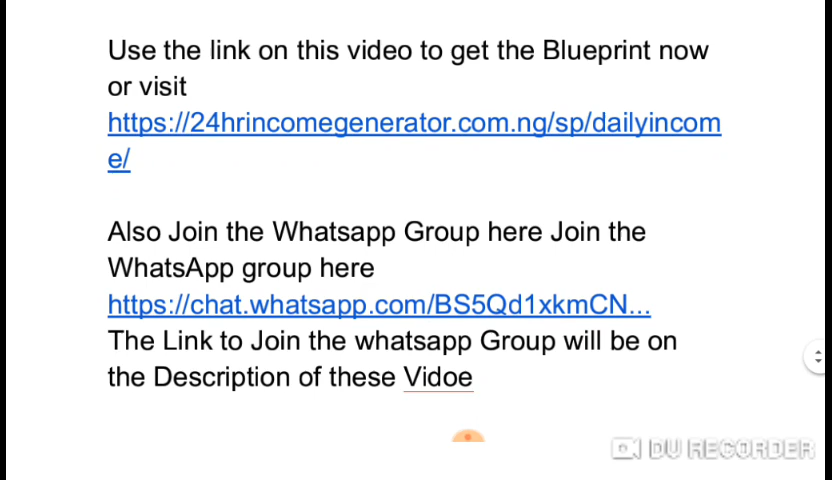 Use the link on this video to get the Blueprint now
or visit
https://24hrincomegenerator.com.ng/sp/dailyincom
e/
Also Join the Whatsapp Group here Join the
WhatsApp group here
https://chat.whatsapp.com/BS5Qd1xkmCN...
The Link to Join the whatsapp Group will be on
the Description of these Vidoe
DU RECORDER